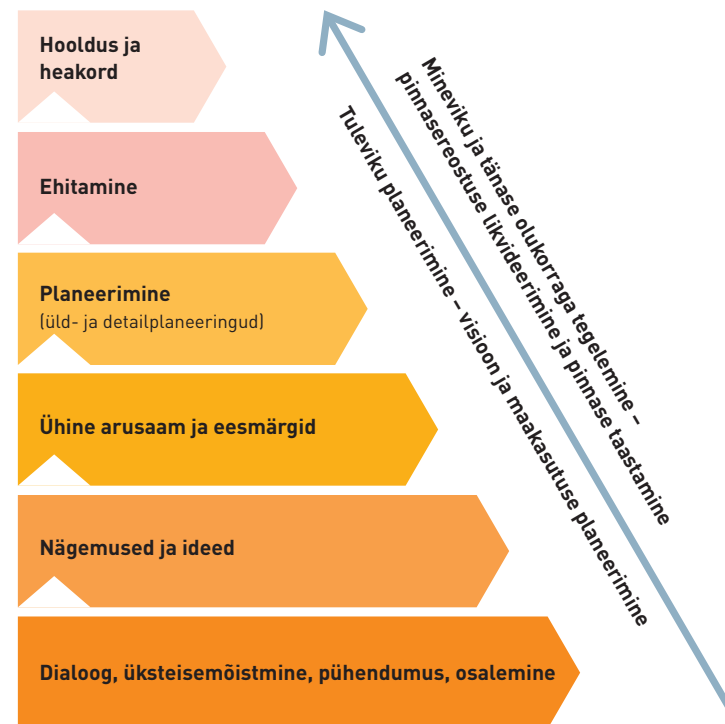 Hooldus ja
heakord
Ehitamine
Planeerimine
(üld- ja detailplaneeringud)
Ühine arusaam ja eesmärgid
Nägemused ja ideed
Dialoog, üksteisemõistmine, pühendumus, osalemine
Mineviku ja tänase olukorraga tegelemine –
pinnasereostuse likvideerimine ja pinnase taastamine
Tuleviku planeerimine – visioon ja maakasutuse planeerimine